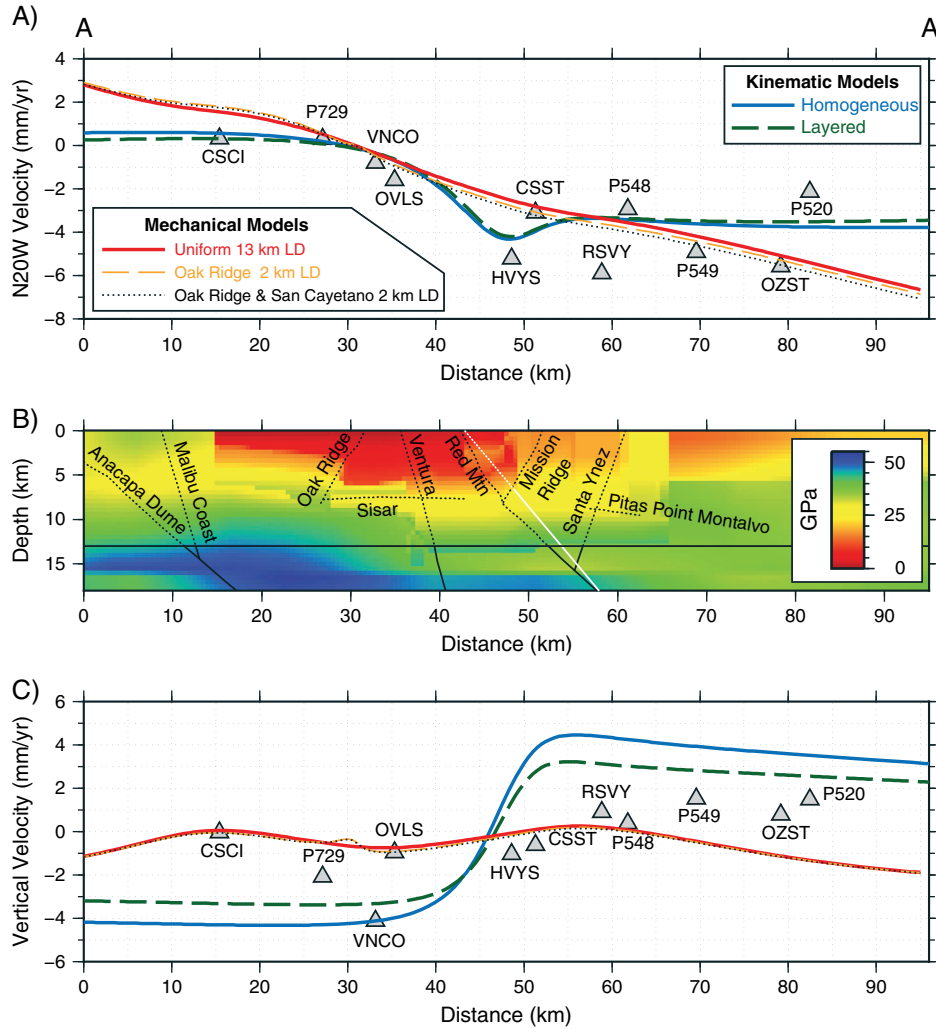 A)
A
A
N20W Velocity (mm/yr)
4
2
0
−2
−4
−6
−8
P729
CSCI
VNCO
OVLS
CSST
P548
P520
HVYS
RSVY
P549
OZST
Kinematic Models
Homogeneous
Layered
Mechanical Models
Uniform 13 km LD
Oak Ridge 2 km LD
Oak Ridge & San Cayetano 2 km LD
0 10 20 30 40 50 60 70 80 90
Distance (km)
B)
Depth (km)
0
5
10
15
Anacapa Dume
Malibu Coast
Oak Ridge
Sisar
Ventura
Red Mtn
Mission Ridge
Santa Ynez
Pitas Point Montalvo
GPa
50
25
0
0 10 20 30 40 50 60 70 80 90
Distance (km)
C)
Vertical Velocity (mm/yr)
6
4
2
0
−2
−4
−6
CSCI
P729
OVLS
VNCO
HVYS
CSST
RSVY
P548
P549
OZST
P520
0 10 20 30 40 50 60 70 80 90
Distance (km)